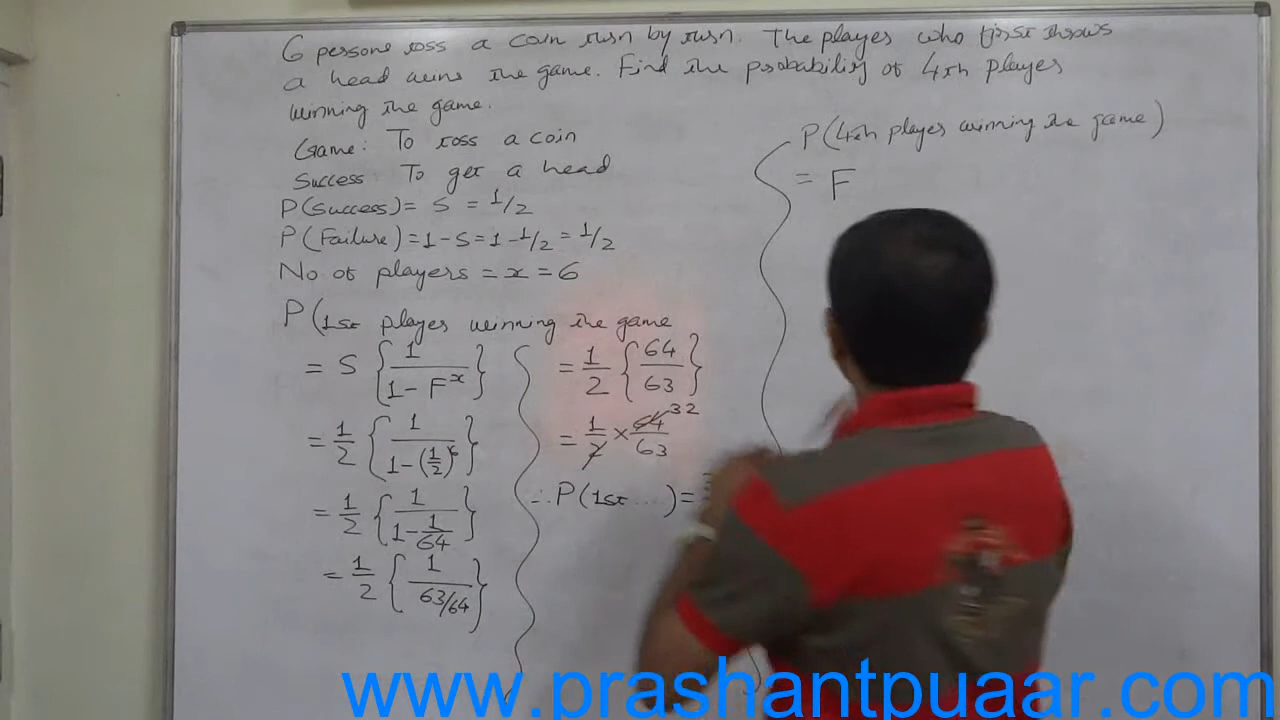 6 persons toss a coin turn by turn. The player who first throws
a head wins the game. Find the probability of 4th player
winning the game.
Game: To toss a coin
Success: To get a head
P(Success) = S = 1/2
P(Failure) = 1 - S = 1 - 1/2 = 1/2
No of players = x = 6
P(1st player winning the game
= S { 1 / 1 - F^x }
= 1/2 { 1 / 1 - (1/2)^6 }
= 1/2 { 1 / 1 - 1/64 }
= 1/2 { 1 / 63/64 }
= 1/2 { 64/63 }
= 1/2 × 64/63 32
∴ P(1st ....) =
P(4th player winning the game)
= F
www.prashantpuaar.com